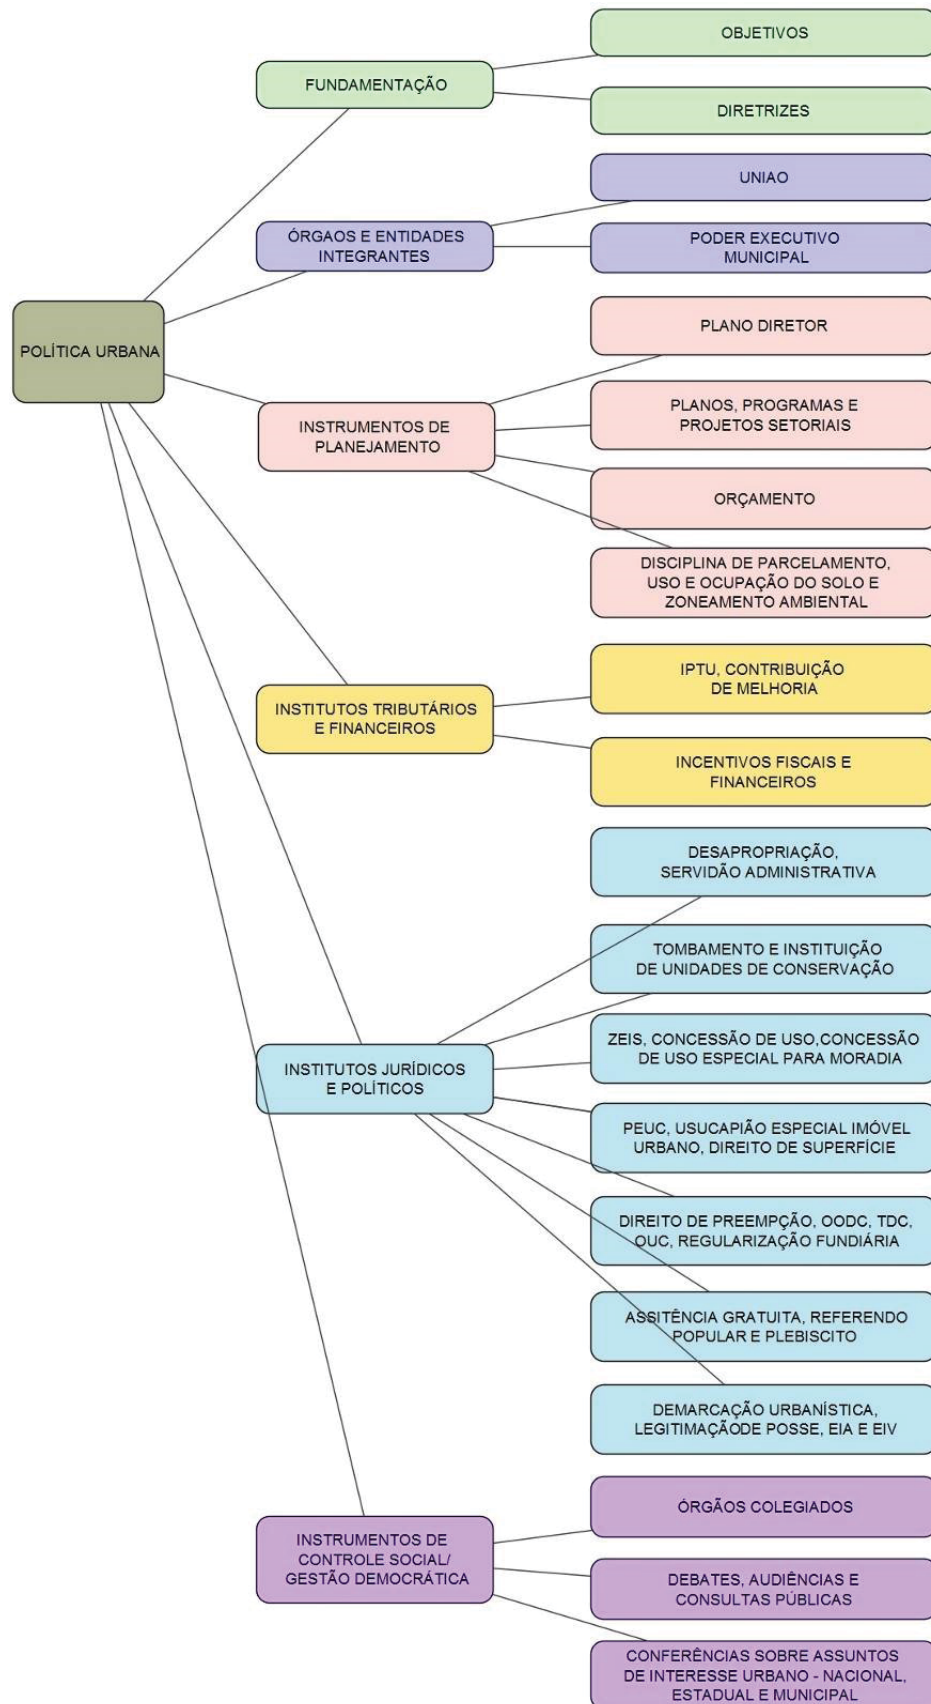 POLÍTICA URBANA
FUNDAMENTAÇÃO
OBJETIVOS
DIRETRIZES
ÓRGAOS E ENTIDADES
INTEGRANTES
UNIAO
PODER EXECUTIVO
MUNICIPAL
INSTRUMENTOS DE
PLANEJAMENTO
PLANO DIRETOR
PLANOS, PROGRAMAS E
PROJETOS SETORIAIS
ORÇAMENTO
DISCIPLINA DE PARCELAMENTO,
USO E OCUPAÇÃO DO SOLO E
ZONEAMENTO AMBIENTAL
INSTITUTOS TRIBUTÁRIOS
E FINANCEIROS
IPTU, CONTRIBUIÇÃO
DE MELHORIA
INCENTIVOS FISCAIS E
FINANCEIROS
INSTITUTOS JURÍDICOS
E POLÍTICOS
DESAPROPRIAÇÃO,
SERVIDÃO ADMINISTRATIVA
TOMBAMENTO E INSTITUIÇÃO
DE UNIDADES DE CONSERVAÇÃO
ZEIS, CONCESSÃO DE USO,CONCESSÃO
DE USO ESPECIAL PARA MORADIA
PEUC, USUCAPIÃO ESPECIAL IMÓVEL
URBANO, DIREITO DE SUPERFÍCIE
DIREITO DE PREEMPÇÃO, OODC, TDC,
OUC, REGULARIZAÇÃO FUNDIÁRIA
ASSITÊNCIA GRATUITA, REFERENDO
POPULAR E PLEBISCITO
DEMARCAÇÃO URBANÍSTICA,
LEGITIMAÇÃODE POSSE, EIA E EIV
INSTRUMENTOS DE
CONTROLE SOCIAL/
GESTÃO DEMOCRÁTICA
ÓRGÃOS COLEGIADOS
DEBATES, AUDIÊNCIAS E
CONSULTAS PÚBLICAS
CONFERÊNCIAS SOBRE ASSUNTOS
DE INTERESSE URBANO - NACIONAL,
ESTADUAL E MUNICIPAL